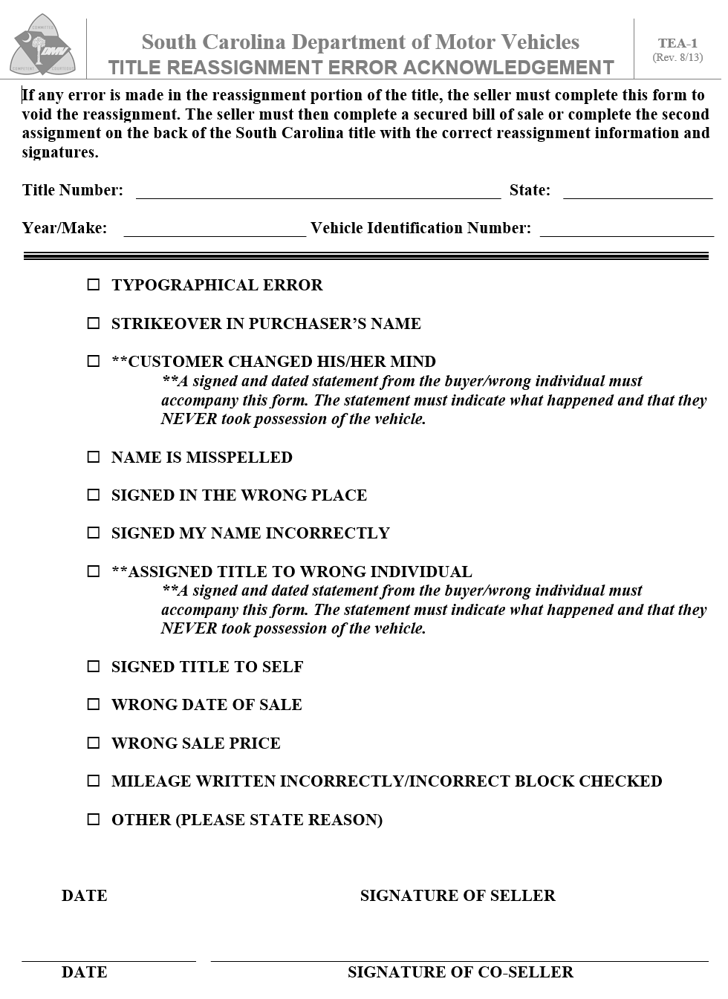 COMMITTED
DMV
COMPETENT COURTEOUS
South Carolina Department of Motor Vehicles
TITLE REASSIGNMENT ERROR ACKNOWLEDGEMENT
TEA-1
(Rev. 8/13)
If any error is made in the reassignment portion of the title, the seller must complete this form to
void the reassignment. The seller must then complete a secured bill of sale or complete the second
assignment on the back of the South Carolina title with the correct reassignment information and
signatures.
Title Number: State:
Year/Make: Vehicle Identification Number:
☐ TYPOGRAPHICAL ERROR
☐ STRIKEOVER IN PURCHASER’S NAME
☐ **CUSTOMER CHANGED HIS/HER MIND
**A signed and dated statement from the buyer/wrong individual must
accompany this form. The statement must indicate what happened and that they
NEVER took possession of the vehicle.
☐ NAME IS MISSPELLED
☐ SIGNED IN THE WRONG PLACE
☐ SIGNED MY NAME INCORRECTLY
☐ **ASSIGNED TITLE TO WRONG INDIVIDUAL
**A signed and dated statement from the buyer/wrong individual must
accompany this form. The statement must indicate what happened and that they
NEVER took possession of the vehicle.
☐ SIGNED TITLE TO SELF
☐ WRONG DATE OF SALE
☐ WRONG SALE PRICE
☐ MILEAGE WRITTEN INCORRECTLY/INCORRECT BLOCK CHECKED
☐ OTHER (PLEASE STATE REASON)
DATE SIGNATURE OF SELLER
DATE SIGNATURE OF CO-SELLER